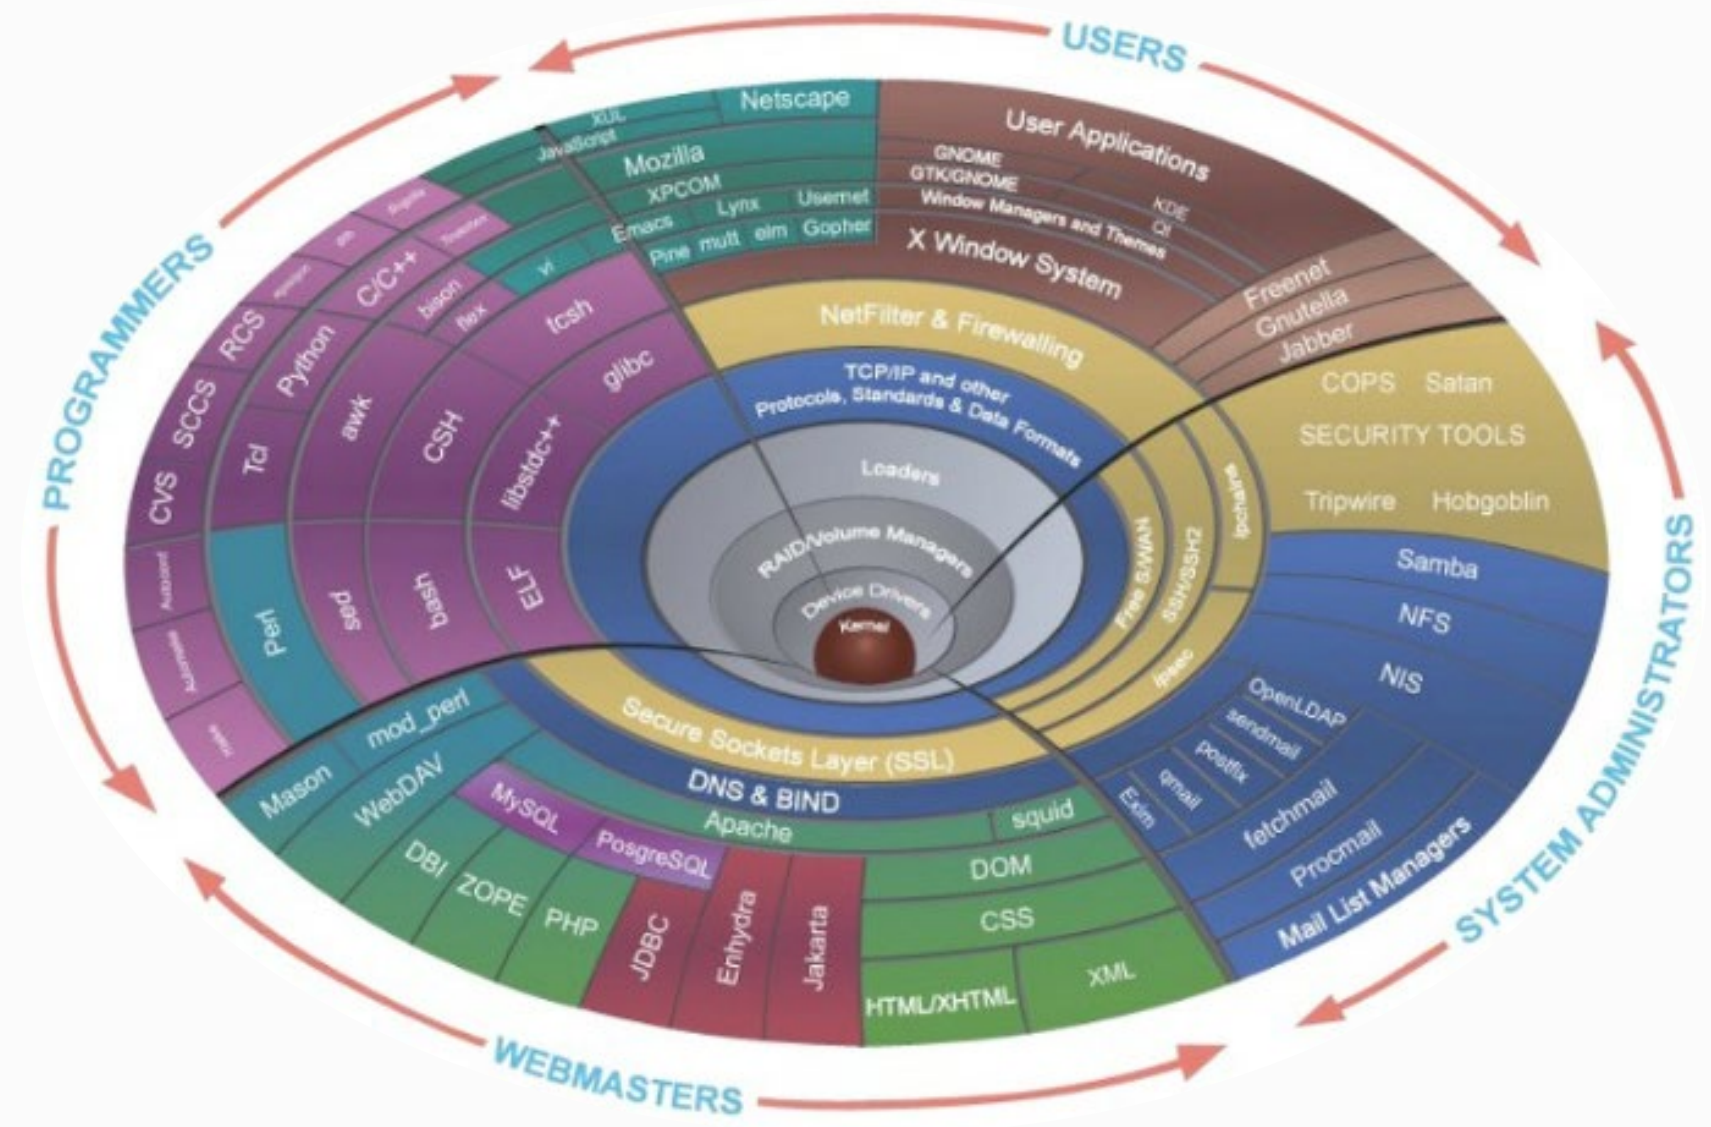 USERS
Netscape
XUL
JavaScript
Mozilla
XPCOM
Emacs
Lynx
Usernet
Pine
mutt
elm
Gopher
vi
User Applications
GNOME
GTK/GNOME
KDE
Qt
Window Managers and Themes
X Window System
Freenet
Gnutella
Jabber
NetFilter & Firewalling
TCP/IP and other
Protocols, Standards & Data Formats
Loaders
RAID/Volume Managers
Device Drivers
Kernel
PROGRAMMERS
C/C++
bison
flex
tcsh
glibc
RCS
Python
SCCS
awk
CSH
libstdc++
Tcl
CVS
Autoconf
Perl
sed
bash
ELF
Automake
make
SYSTEM ADMINISTRATORS
COPS
Satan
SECURITY TOOLS
Tripwire
Hobgoblin
ipchains
Free S/WAN
SSH/SSH2
ipsec
Samba
NFS
NIS
OpenLDAP
sendmail
postfix
qmail
Exim
fetchmail
Procmail
Mail List Managers
Secure Sockets Layer (SSL)
DNS & BIND
Apache
squid
mod_perl
Mason
WebDAV
MySQL
PosgreSQL
DBI
ZOPE
PHP
JDBC
Enhydra
Jakarta
DOM
CSS
HTML/XHTML
XML
WEBMASTERS